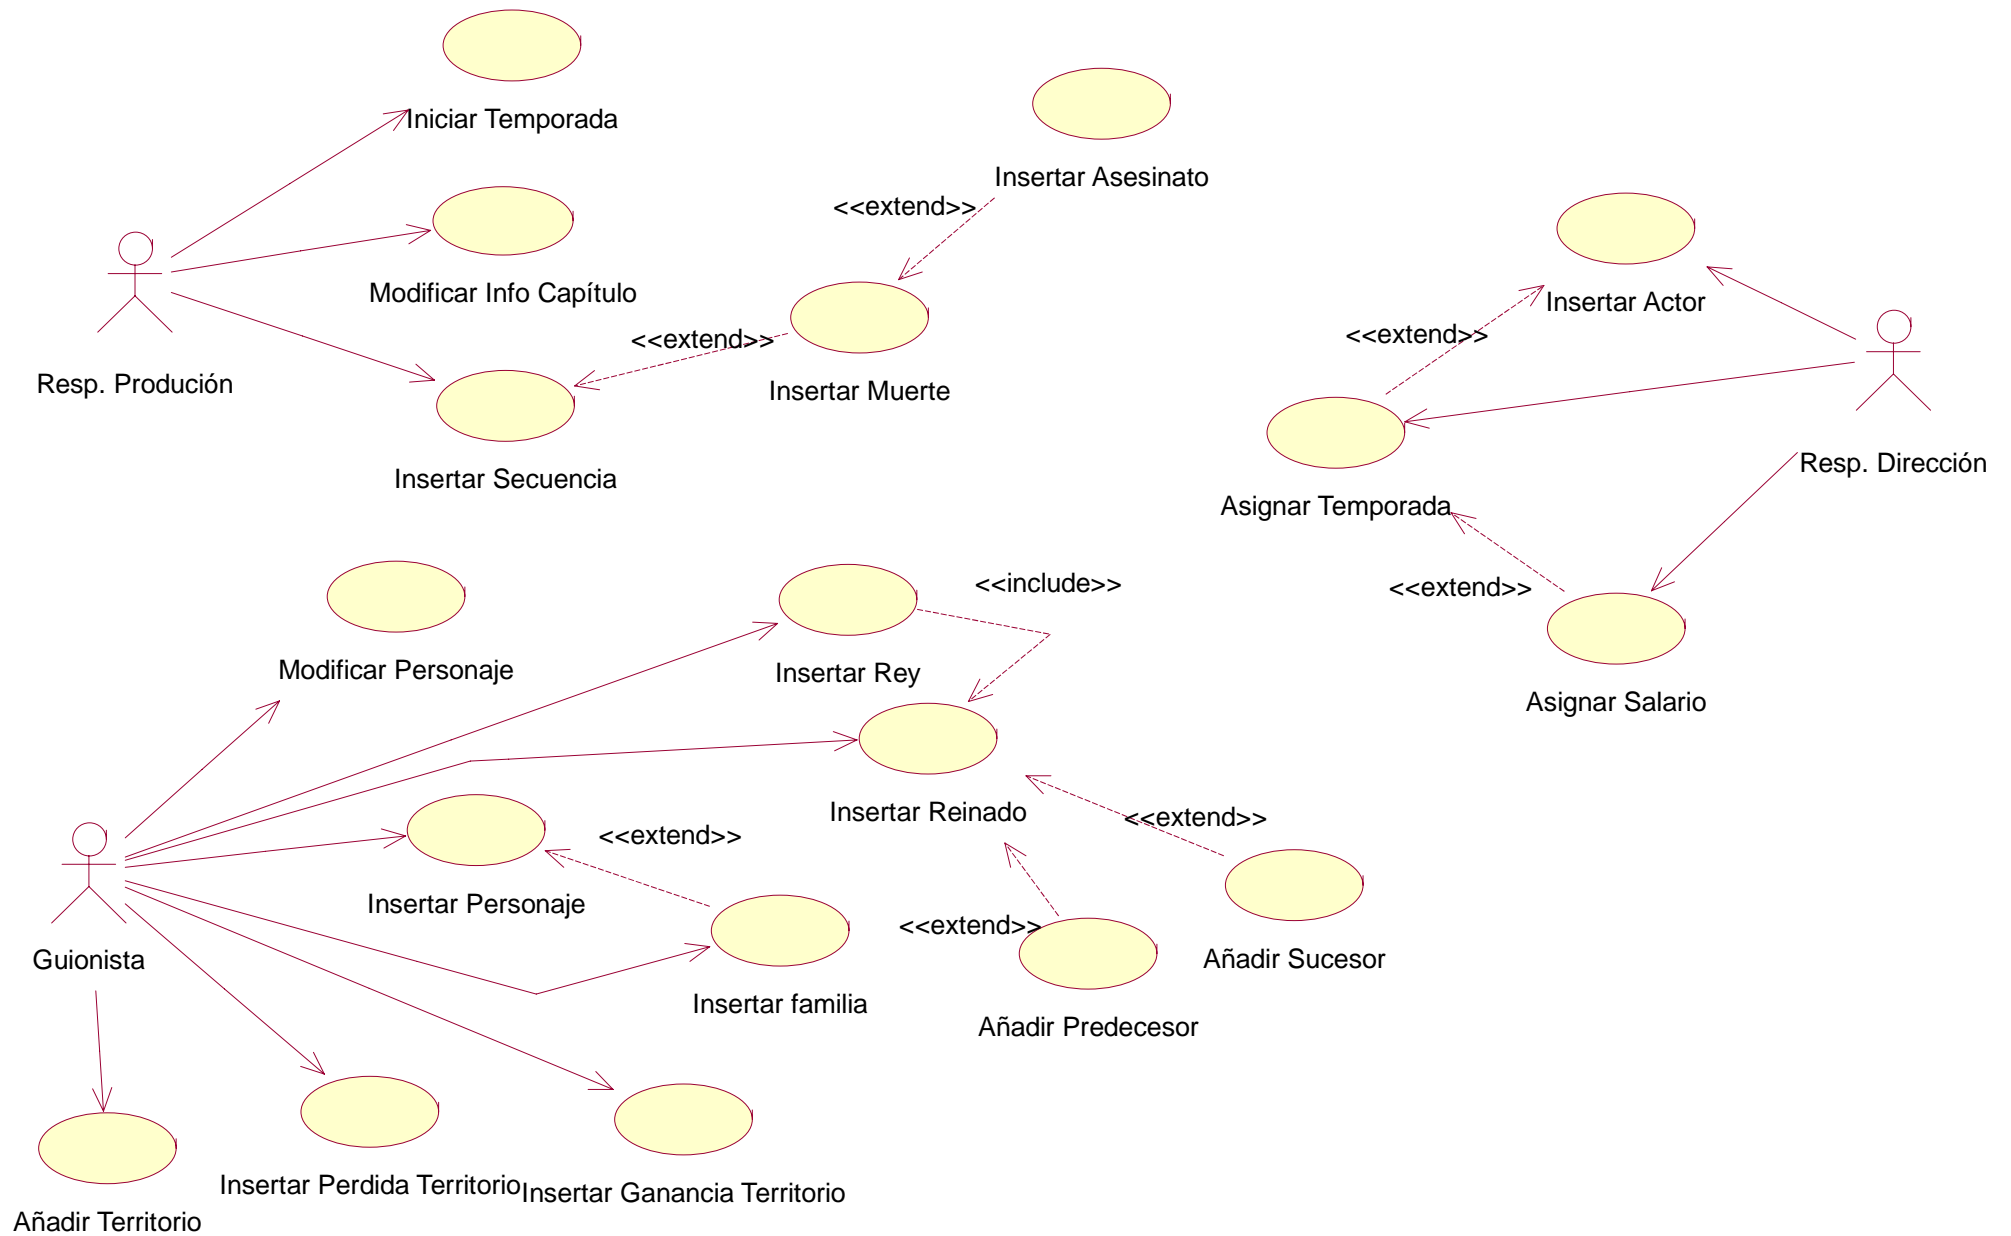 Iniciar Temporada
Insertar Asesinato
<<extend>>
Modificar Info Capítulo
Insertar Actor
<<extend>>
<<extend>>
Resp. Produción
Insertar Muerte
Resp. Dirección
Insertar Secuencia
Asignar Temporada
<<include>>
<<extend>>
Modificar Personaje
Insertar Rey
Asignar Salario
Insertar Reinado
<<extend>>
<<extend>>
Insertar Personaje
<<extend>>
Guionista
Añadir Sucesor
Insertar familia
Añadir Predecesor
Insertar Perdida Territorio
Insertar Ganancia Territorio
Añadir Territorio